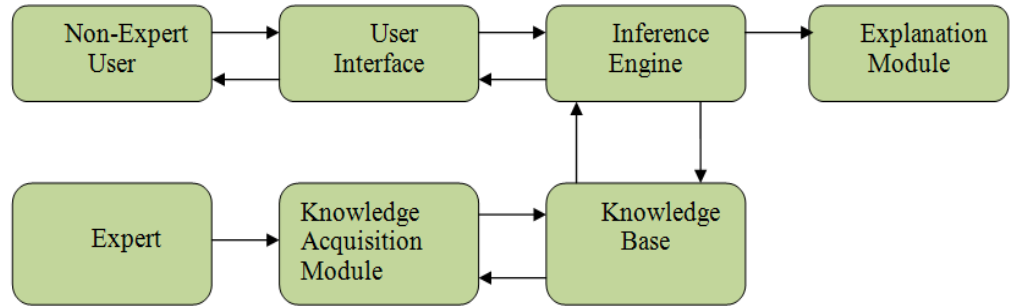 Non-Expert
User
User
Interface
Inference
Engine
Explanation
Module
Expert
Knowledge
Acquisition
Module
Knowledge
Base